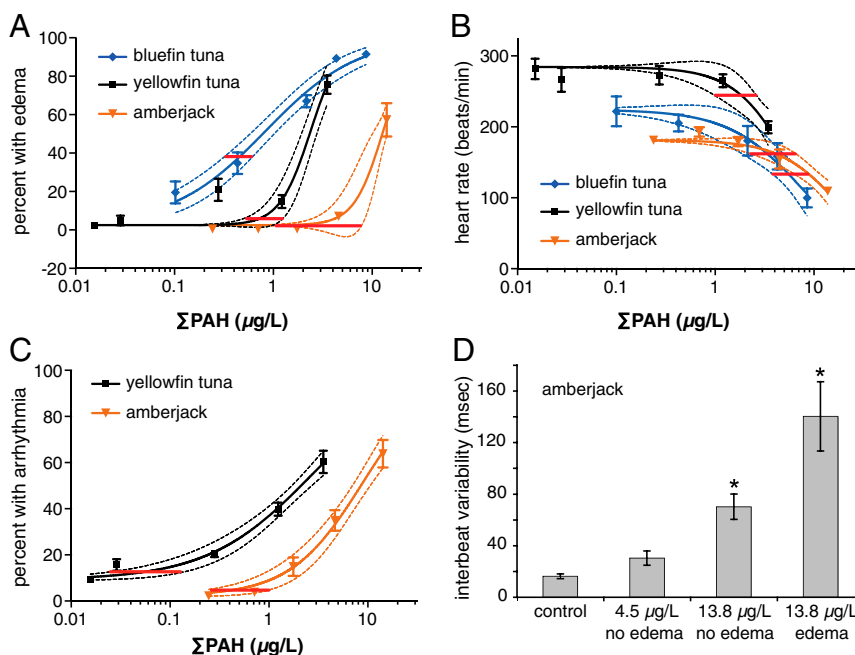 A
bluefin tuna
yellowfin tuna
amberjack
percent with edema
100
80
60
40
20
0
-20
0.01
0.1
1
10
∑PAH (µg/L)
B
heart rate (beats/min)
300
200
100
0
bluefin tuna
yellowfin tuna
amberjack
0.01
0.1
1
10
∑PAH (µg/L)
C
yellowfin tuna
amberjack
percent with arrhythmia
100
80
60
40
20
0
0.01
0.1
1
10
∑PAH (µg/L)
D
amberjack
interbeat variability (msec)
160
120
80
40
0
*
*
control
4.5 µg/L
no edema
13.8 µg/L
no edema
13.8 µg/L
edema